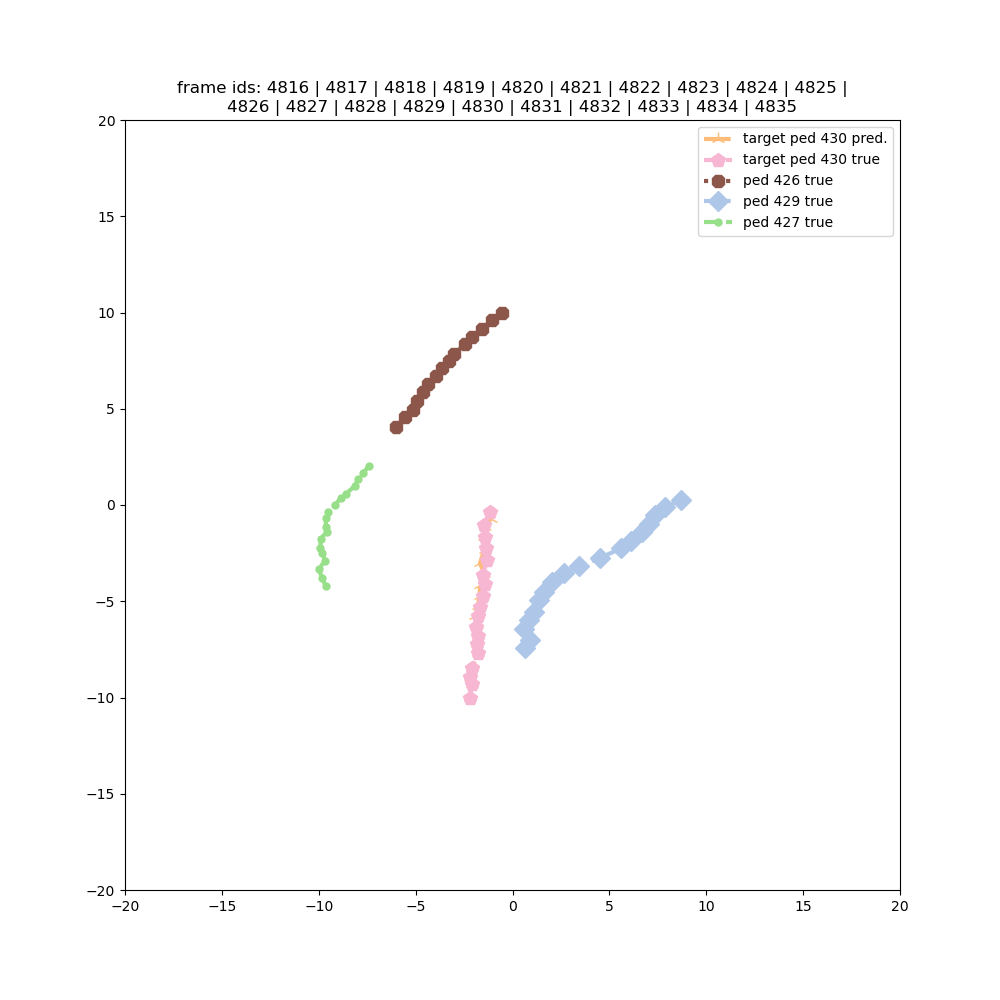 frame ids: 4816 | 4817 | 4818 | 4819 | 4820 | 4821 | 4822 | 4823 | 4824 | 4825 |
4826 | 4827 | 4828 | 4829 | 4830 | 4831 | 4832 | 4833 | 4834 | 4835
target ped 430 pred.
target ped 430 true
ped 426 true
ped 429 true
ped 427 true
20
15
10
5
0
−5
−10
−15
−20
−20 −15 −10 −5 0 5 10 15 20